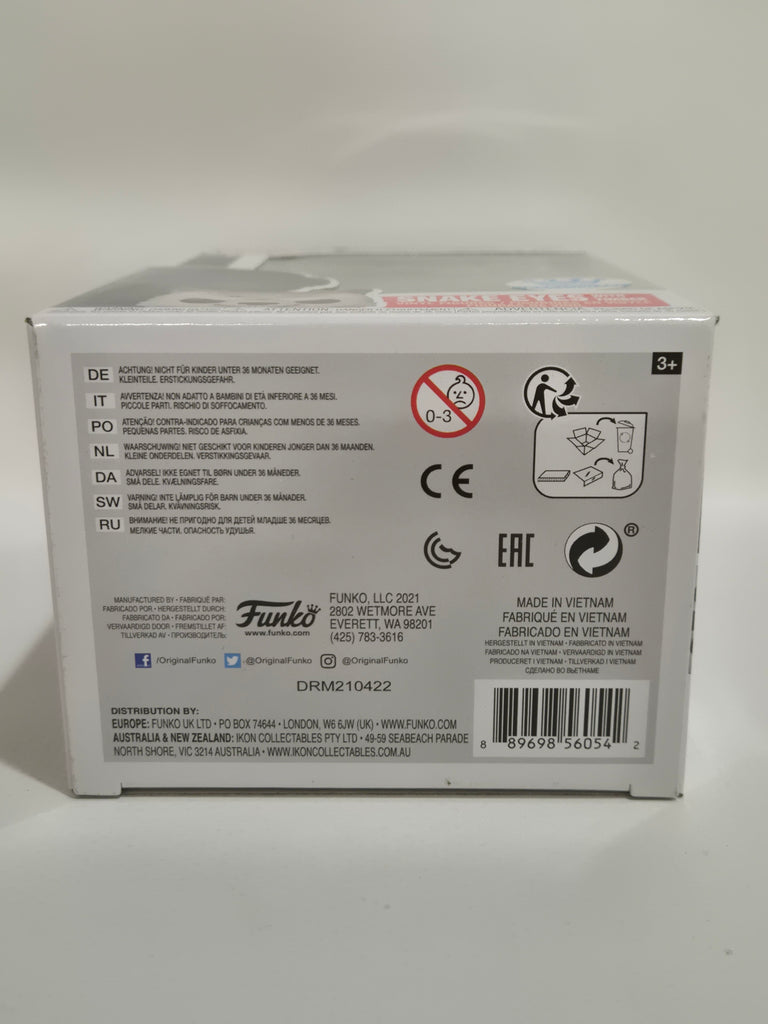 SNAKE EYES
3+
DE ACHTUNG! NICHT FÜR KINDER UNTER 36 MONATEN GEEIGNET.
KLEINTEILE. ERSTICKUNGSGEFAHR.
IT AVVERTENZA! NON ADATTO A BAMBINI DI ETÀ INFERIORE A 36 MESI.
PICCOLE PARTI. RISCHIO DI SOFFOCAMENTO.
PO ATENÇÃO! CONTRA-INDICADO PARA CRIANÇAS COM MENOS DE 36 MESES.
PEQUENAS PARTES. RISCO DE ASFIXIA.
NL WAARSCHUWING! NIET GESCHIKT VOOR KINDEREN JONGER DAN 36 MAANDEN.
KLEINE ONDERDELEN. VERSTIKKINGSGEVAAR.
DA ADVARSEL! IKKE EGNET TIL BØRN UNDER 36 MÅNEDER.
SMÅ DELE. KVÆLNINGSFARE.
SW VARNING! INTE LÄMPLIG FÖR BARN UNDER 36 MÅNADER.
SMÅ DELAR. KVÄVNINGSRISK.
RU ВНИМАНИЕ! НЕ ПРИГОДНО ДЛЯ ДЕТЕЙ МЛАДШЕ 36 МЕСЯЦЕВ.
МЕЛКИЕ ЧАСТИ. ОПАСНОСТЬ УДУШЬЯ.
0-3
CE
EAC
®
MANUFACTURED BY • FABRIQUÉ PAR:
FABRICADO POR • HERGESTELLT DURCH:
FABBRICATO DA • FABRICADO POR:
VERVAARDIGD DOOR • FREMSTILLET AF:
TILLVERKAD AV • ПРОИЗВОДИТЕЛЬ:
Funko
www.funko.com
FUNKO, LLC 2021
2802 WETMORE AVE
EVERETT, WA 98201
(425) 783-3616
/OriginalFunko @OriginalFunko @OriginalFunko
DRM210422
MADE IN VIETNAM
FABRIQUÉ EN VIETNAM
FABRICADO EN VIETNAM
HERGESTELLT IN VIETNAM • FABBRICATO IN VIETNAM
FABRICADO NA VIETNAM • VERVAARDIGD IN VIETNAM
PRODUCERET I VIETNAM • TILLVERKAD I VIETNAM
СДЕЛАНО ВО ВЬЕТНАМЕ
DISTRIBUTION BY:
EUROPE: FUNKO UK LTD • PO BOX 74644 • LONDON, W6 6JW (UK) • WWW.FUNKO.COM
AUSTRALIA & NEW ZEALAND: IKON COLLECTABLES PTY LTD • 49-59 SEABEACH PARADE
NORTH SHORE, VIC 3214 AUSTRALIA • WWW.IKONCOLLECTABLES.COM.AU
8 89698 56054 2